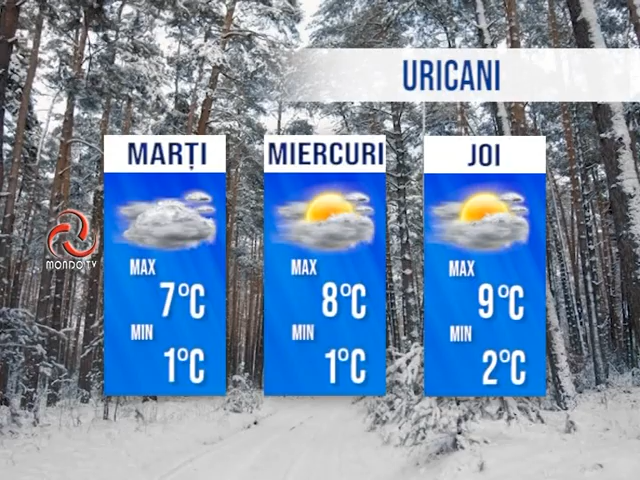 URICANI
MARȚI
MIERCURI
JOI
MAX
7°C
MIN
1°C
MAX
8°C
MIN
1°C
MAX
9°C
MIN
2°C
MONDO TV